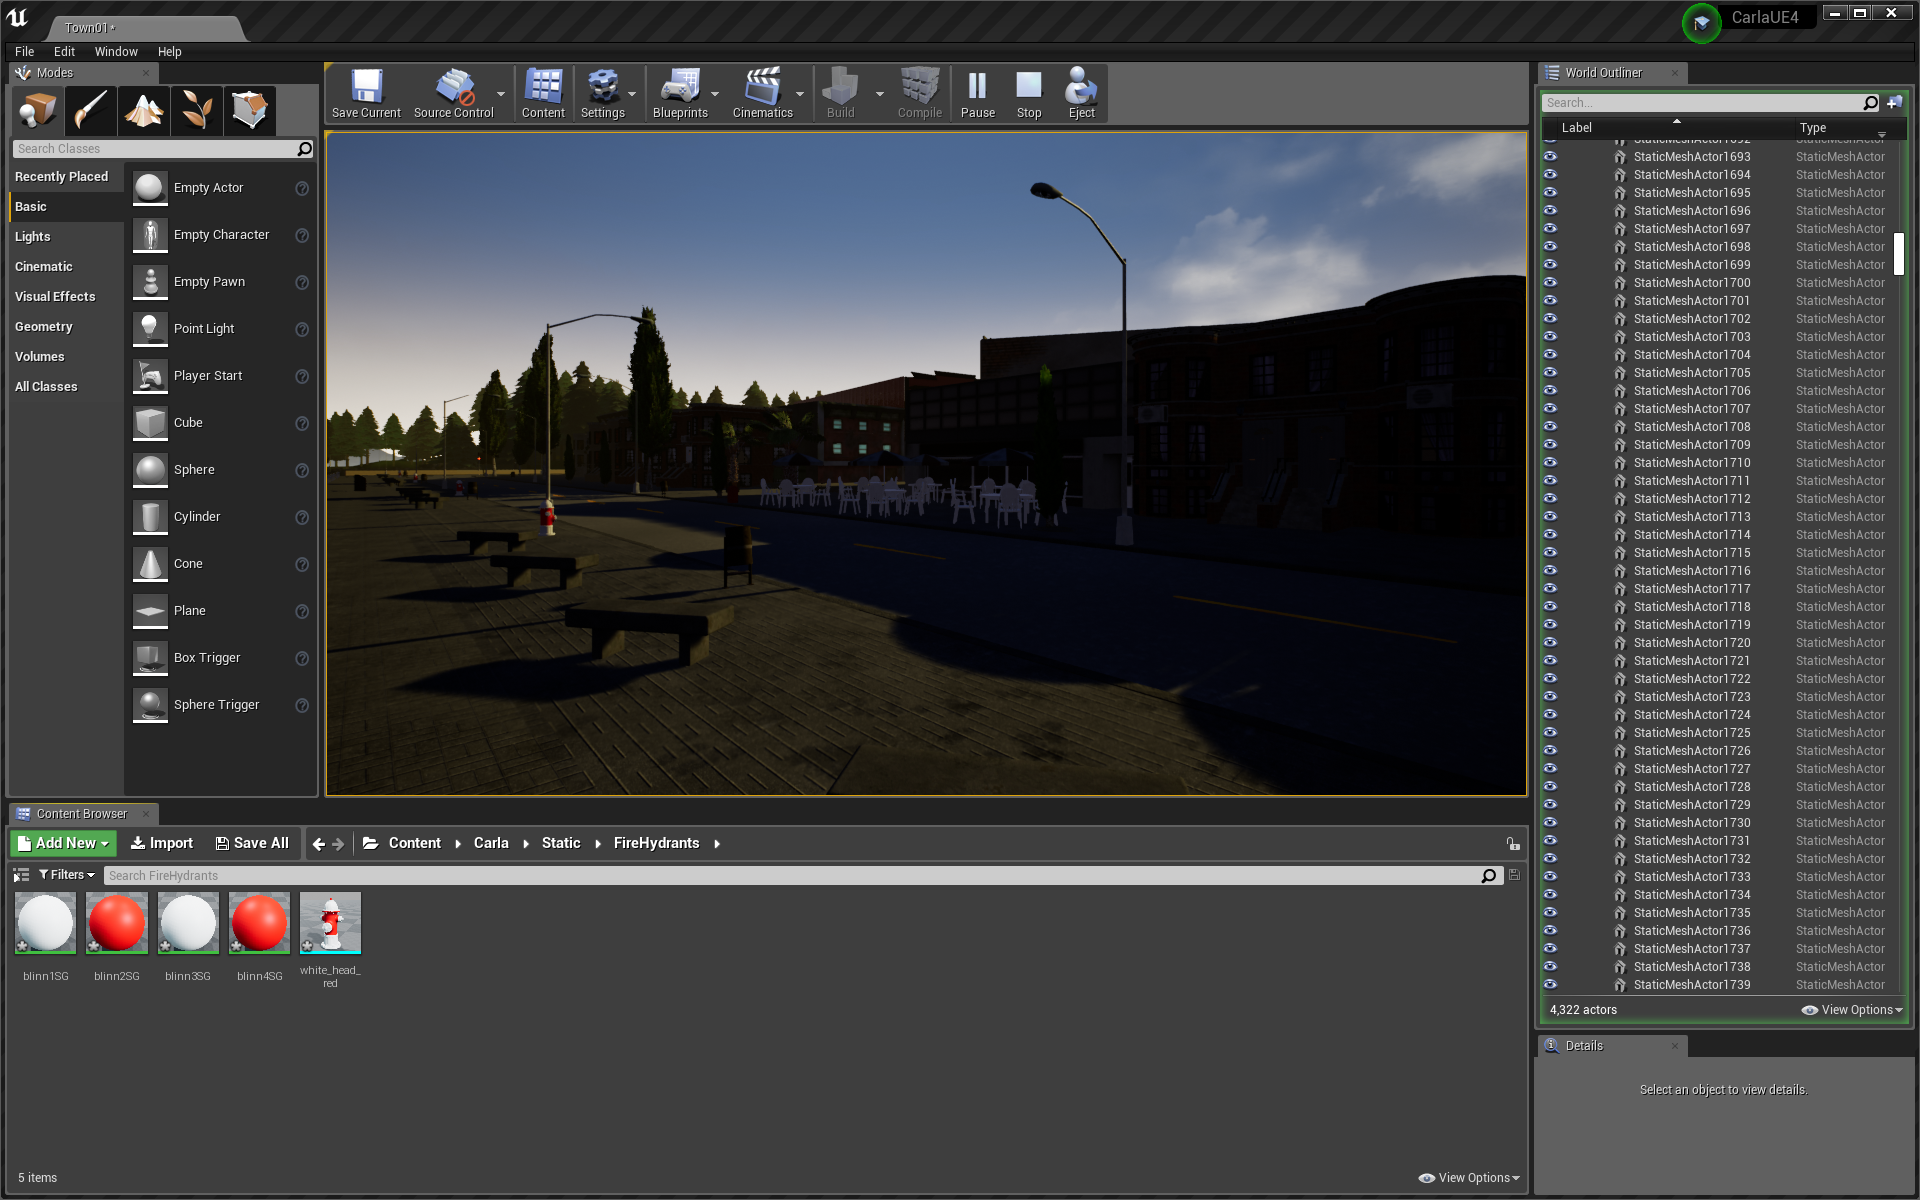 Town01*
CarlaUE4
File Edit Window Help
Modes
Search Classes
Recently Placed
Basic
Lights
Cinematic
Visual Effects
Geometry
Volumes
All Classes
Empty Actor
Empty Character
Empty Pawn
Point Light
Player Start
Cube
Sphere
Cylinder
Cone
Plane
Box Trigger
Sphere Trigger
Save Current Source Control Content Settings Blueprints Cinematics Build Compile Pause Stop Eject
World Outliner
Search...
Label Type
StaticMeshActor1692
StaticMeshActor1693 StaticMeshActor
StaticMeshActor1694 StaticMeshActor
StaticMeshActor1695 StaticMeshActor
StaticMeshActor1696 StaticMeshActor
StaticMeshActor1697 StaticMeshActor
StaticMeshActor1698 StaticMeshActor
StaticMeshActor1699 StaticMeshActor
StaticMeshActor1700 StaticMeshActor
StaticMeshActor1701 StaticMeshActor
StaticMeshActor1702 StaticMeshActor
StaticMeshActor1703 StaticMeshActor
StaticMeshActor1704 StaticMeshActor
StaticMeshActor1705 StaticMeshActor
StaticMeshActor1706 StaticMeshActor
StaticMeshActor1707 StaticMeshActor
StaticMeshActor1708 StaticMeshActor
StaticMeshActor1709 StaticMeshActor
StaticMeshActor1710 StaticMeshActor
StaticMeshActor1711 StaticMeshActor
StaticMeshActor1712 StaticMeshActor
StaticMeshActor1713 StaticMeshActor
StaticMeshActor1714 StaticMeshActor
StaticMeshActor1715 StaticMeshActor
StaticMeshActor1716 StaticMeshActor
StaticMeshActor1717 StaticMeshActor
StaticMeshActor1718 StaticMeshActor
StaticMeshActor1719 StaticMeshActor
StaticMeshActor1720 StaticMeshActor
StaticMeshActor1721 StaticMeshActor
StaticMeshActor1722 StaticMeshActor
StaticMeshActor1723 StaticMeshActor
StaticMeshActor1724 StaticMeshActor
StaticMeshActor1725 StaticMeshActor
StaticMeshActor1726 StaticMeshActor
StaticMeshActor1727 StaticMeshActor
StaticMeshActor1728 StaticMeshActor
StaticMeshActor1729 StaticMeshActor
StaticMeshActor1730 StaticMeshActor
StaticMeshActor1731 StaticMeshActor
StaticMeshActor1732 StaticMeshActor
StaticMeshActor1733 StaticMeshActor
StaticMeshActor1734 StaticMeshActor
StaticMeshActor1735 StaticMeshActor
StaticMeshActor1736 StaticMeshActor
StaticMeshActor1737 StaticMeshActor
StaticMeshActor1738 StaticMeshActor
StaticMeshActor1739 StaticMeshActor
4,322 actors View Options
Details
Select an object to view details.
Content Browser
Add New Import Save All Content Carla Static FireHydrants
Filters Search FireHydrants
blinn1SG blinn2SG blinn3SG blinn4SG white_head_
red
5 items View Options